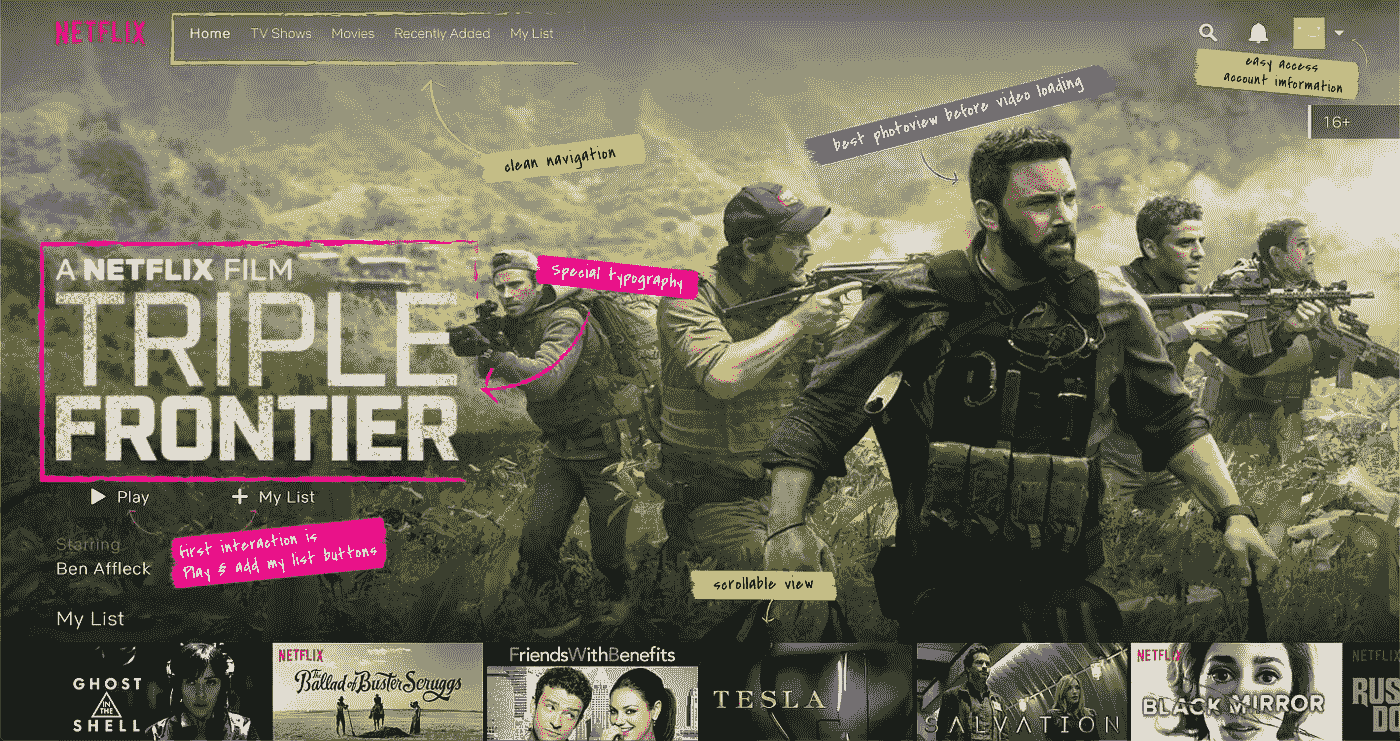 NETFLIX
Home TV Shows Movies Recently Added My List
easy access
account imformation
best photoview before video loading
16+
clean navigation
A NETFLIX FILM
TRIPLE
FRONTIER
Special typography
Play My List
first interaction is
Play & add my list buttons
Starring
Ben Affleck
scrollable view
My List
GHOST
IN
THE
SHELL
NETFLIX
The
Ballad of Buster Scruggs
FriendsWithBenefits
TESLA
SALVATION
NETFLIX
BLACK MIRROR
NETFLIX
RUS
DO